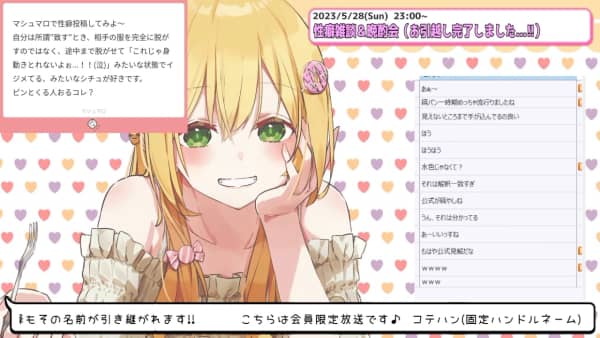 マシュマロで性癖投稿してみよ〜
自分は所謂"致す"とき、相手の服を完全に脱が
すのではなく、途中まで脱がせて「これじゃ身
動きとれないよぉ…！！(泣)」みたいな状態でイ
ジメてる、みたいなシチュが好きです。
ピンとくる人おるコレ？
マシュマロ
2023/5/28(Sun) 23:00~
性癖雑談&晩酌会（お引越し完了しました…!!）
あぁ〜
縞パン一時期めっちゃ流行りましたね
見えないところまで手が込んでるの良い
ほう
ほうほう
水色じゃなくて？
それは解釈一致すぎ
公式が縞やしね
うん、それは分かってる
あーいいっすね
もはや公式見解だな
ｗｗｗｗ
ｗｗｗ
もその名前が引き継がれます!! こちらは会員限定放送です♪ コテハン(固定ハンドルネーム)